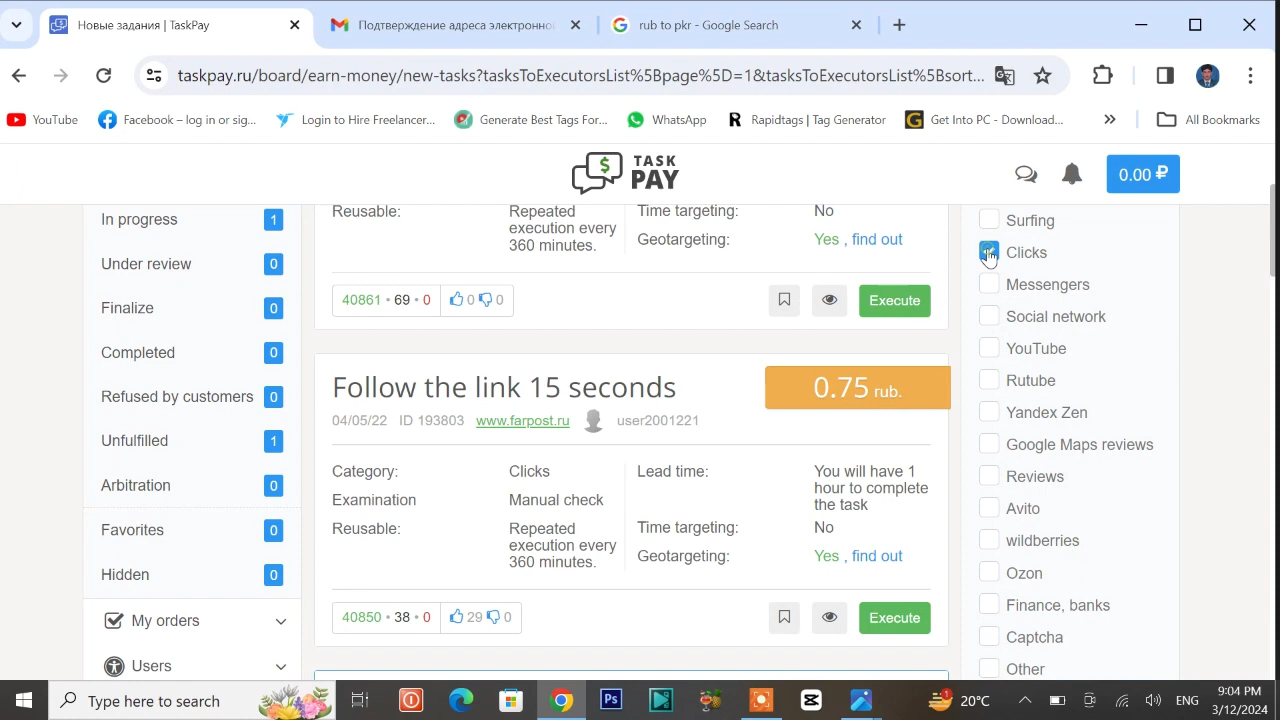 Новые задания | TaskPay
Подтверждение адреса электронной
rub to pkr - Google Search
taskpay.ru/board/earn-money/new-tasks?tasksToExecutorsList%5Bpage%5D=1&tasksToExecutorsList%5Bsort...
YouTube
Facebook – log in or sig...
Login to Hire Freelancer...
Generate Best Tags For...
WhatsApp
Rapidtags | Tag Generator
Get Into PC - Download...
All Bookmarks
TASK
PAY
0.00 ₽
In progress 1
Under review 0
Finalize 0
Completed 0
Refused by customers 0
Unfulfilled 1
Arbitration 0
Favorites 0
Hidden 0
My orders
Users
Reusable:
Repeated
execution every
360 minutes.
Time targeting:
No
Geotargeting:
Yes , find out
40861 • 69 • 0
0 0
Execute
Follow the link 15 seconds
0.75 rub.
04/05/22 ID 193803 www.farpost.ru user2001221
Category:
Clicks
Examination
Manual check
Reusable:
Repeated
execution every
360 minutes.
Lead time:
You will have 1
hour to complete
the task
Time targeting:
No
Geotargeting:
Yes , find out
40850 • 38 • 0
29 0
Execute
Surfing
Clicks
Messengers
Social network
YouTube
Rutube
Yandex Zen
Google Maps reviews
Reviews
Avito
wildberries
Ozon
Finance, banks
Captcha
Other
Type here to search
Ps
1
20°C
ENG
9:04 PM
3/12/2024